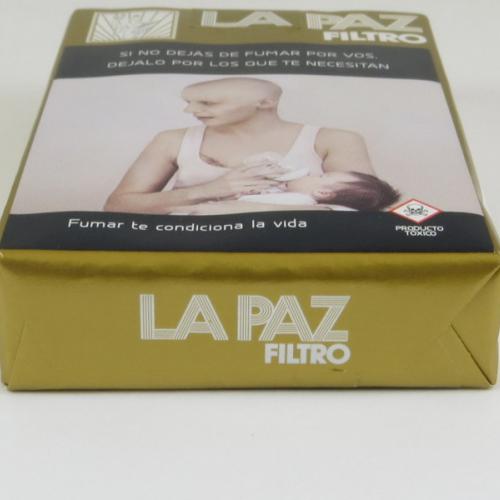 LA PAZ
FILTRO
SI NO DEJAS DE FUMAR POR VOS,
DEJALO POR LOS QUE TE NECESITAN
Fumar te condiciona la vida
PRODUCTO
TOXICO
LA PAZ
FILTRO